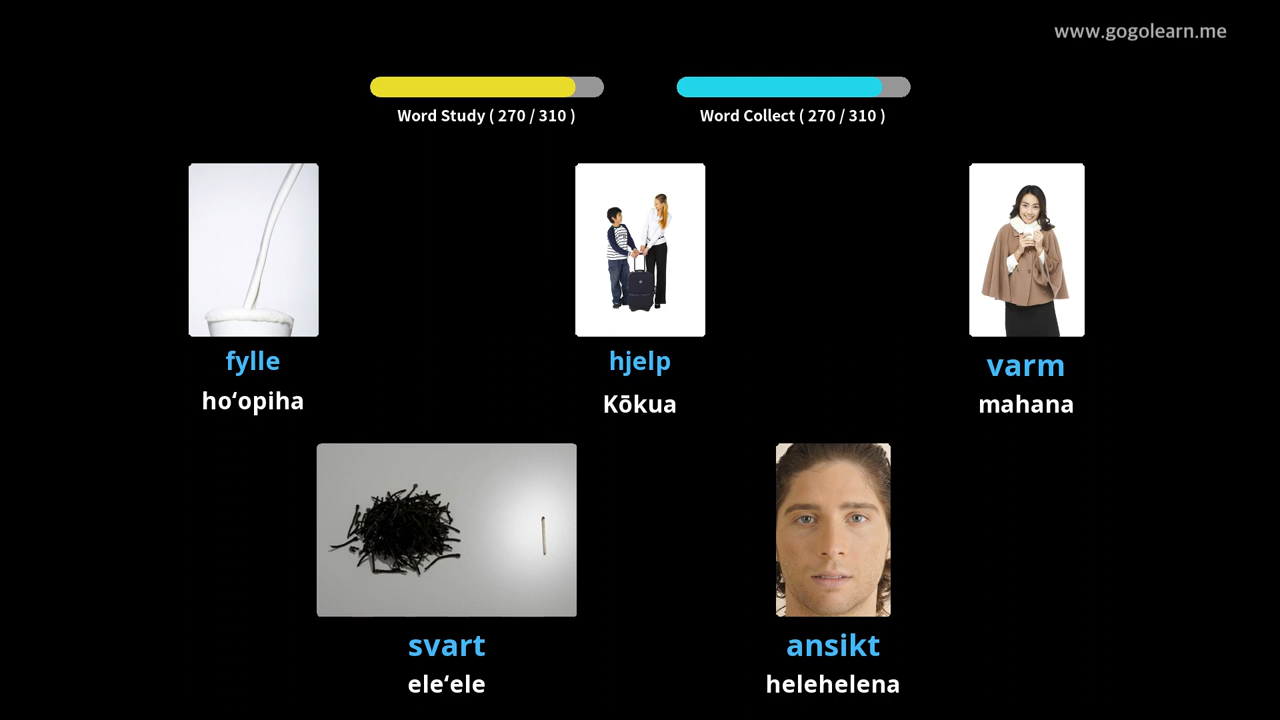 www.gogolearn.me
Word Study ( 270 / 310 )
Word Collect ( 270 / 310 )
fylle
hjelp
varm
hoʻopiha
Kōkua
mahana
svart
ansikt
eleʻele
helehelena